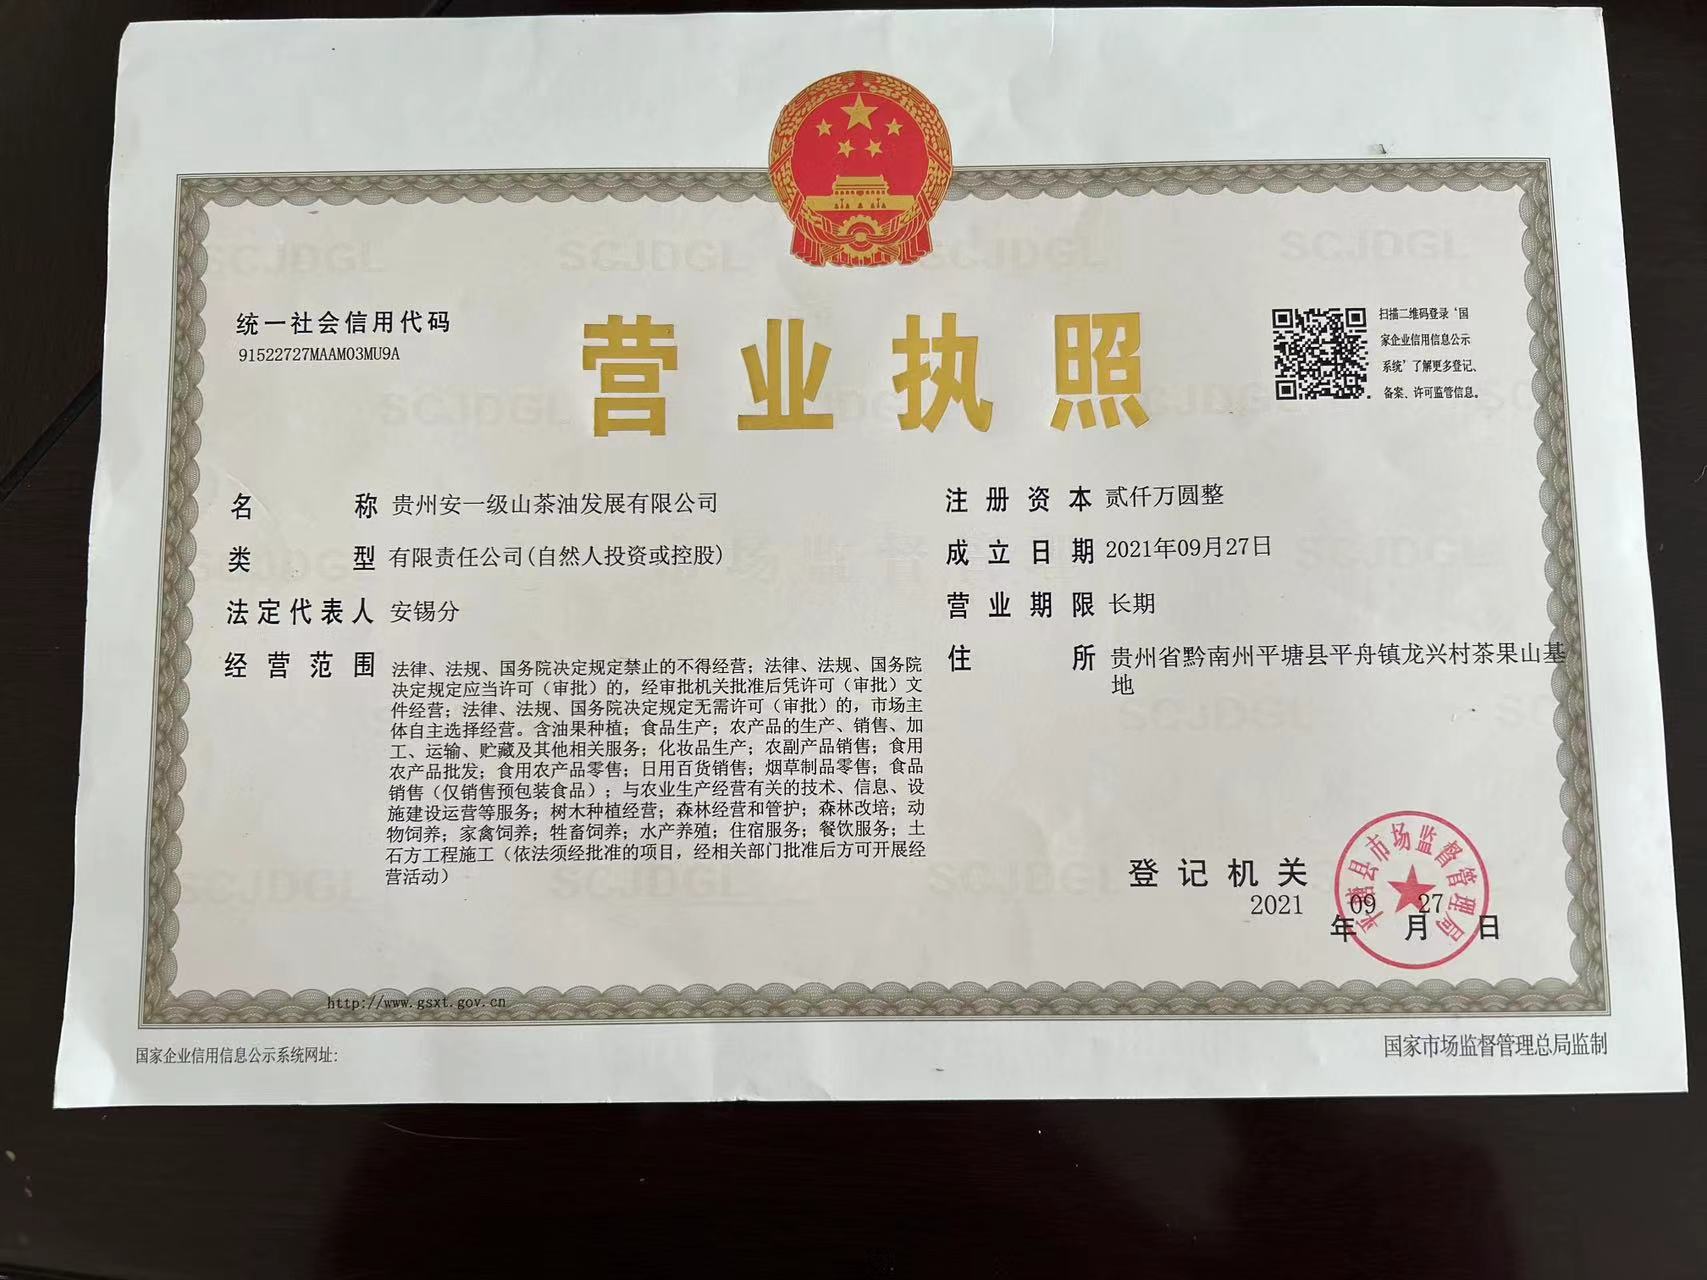 统一社会信用代码
91522727MAAM03MU9A
营业执照
扫描二维码登录‘国
家企业信用信息公示
系统’了解更多登记、
备案、许可监管信息。
名称 贵州安一级山茶油发展有限公司
类型 有限责任公司(自然人投资或控股)
法定代表人 安锡分
经营范围 法律、法规、国务院决定规定禁止的不得经营；法律、法规、国务院
决定规定应当许可（审批）的，经审批机关批准后凭许可（审批）文
件经营；法律、法规、国务院决定规定无需许可（审批）的，市场主
体自主选择经营。含油果种植；食品生产；农产品的生产、销售、加
工、运输、贮藏及其他相关服务；化妆品生产；农副产品销售；食用
农产品批发；食用农产品零售；日用百货销售；烟草制品零售；食品
销售（仅销售预包装食品）；与农业生产经营有关的技术、信息、设
施建设运营等服务；树木种植经营；森林经营和管护；森林改培；动
物饲养；家禽饲养；牲畜饲养；水产养殖；住宿服务；餐饮服务；土
石方工程施工（依法须经批准的项目，经相关部门批准后方可开展经
营活动）
注册资本 贰仟万圆整
成立日期 2021年09月27日
营业期限 长期
住所 贵州省黔南州平塘县平舟镇龙兴村茶果山基
地
登记机关
2021年09月27日
平塘县市场监督管理局
http://www.gsxt.gov.cn
国家企业信用信息公示系统网址:
国家市场监督管理总局监制
SCJDGL